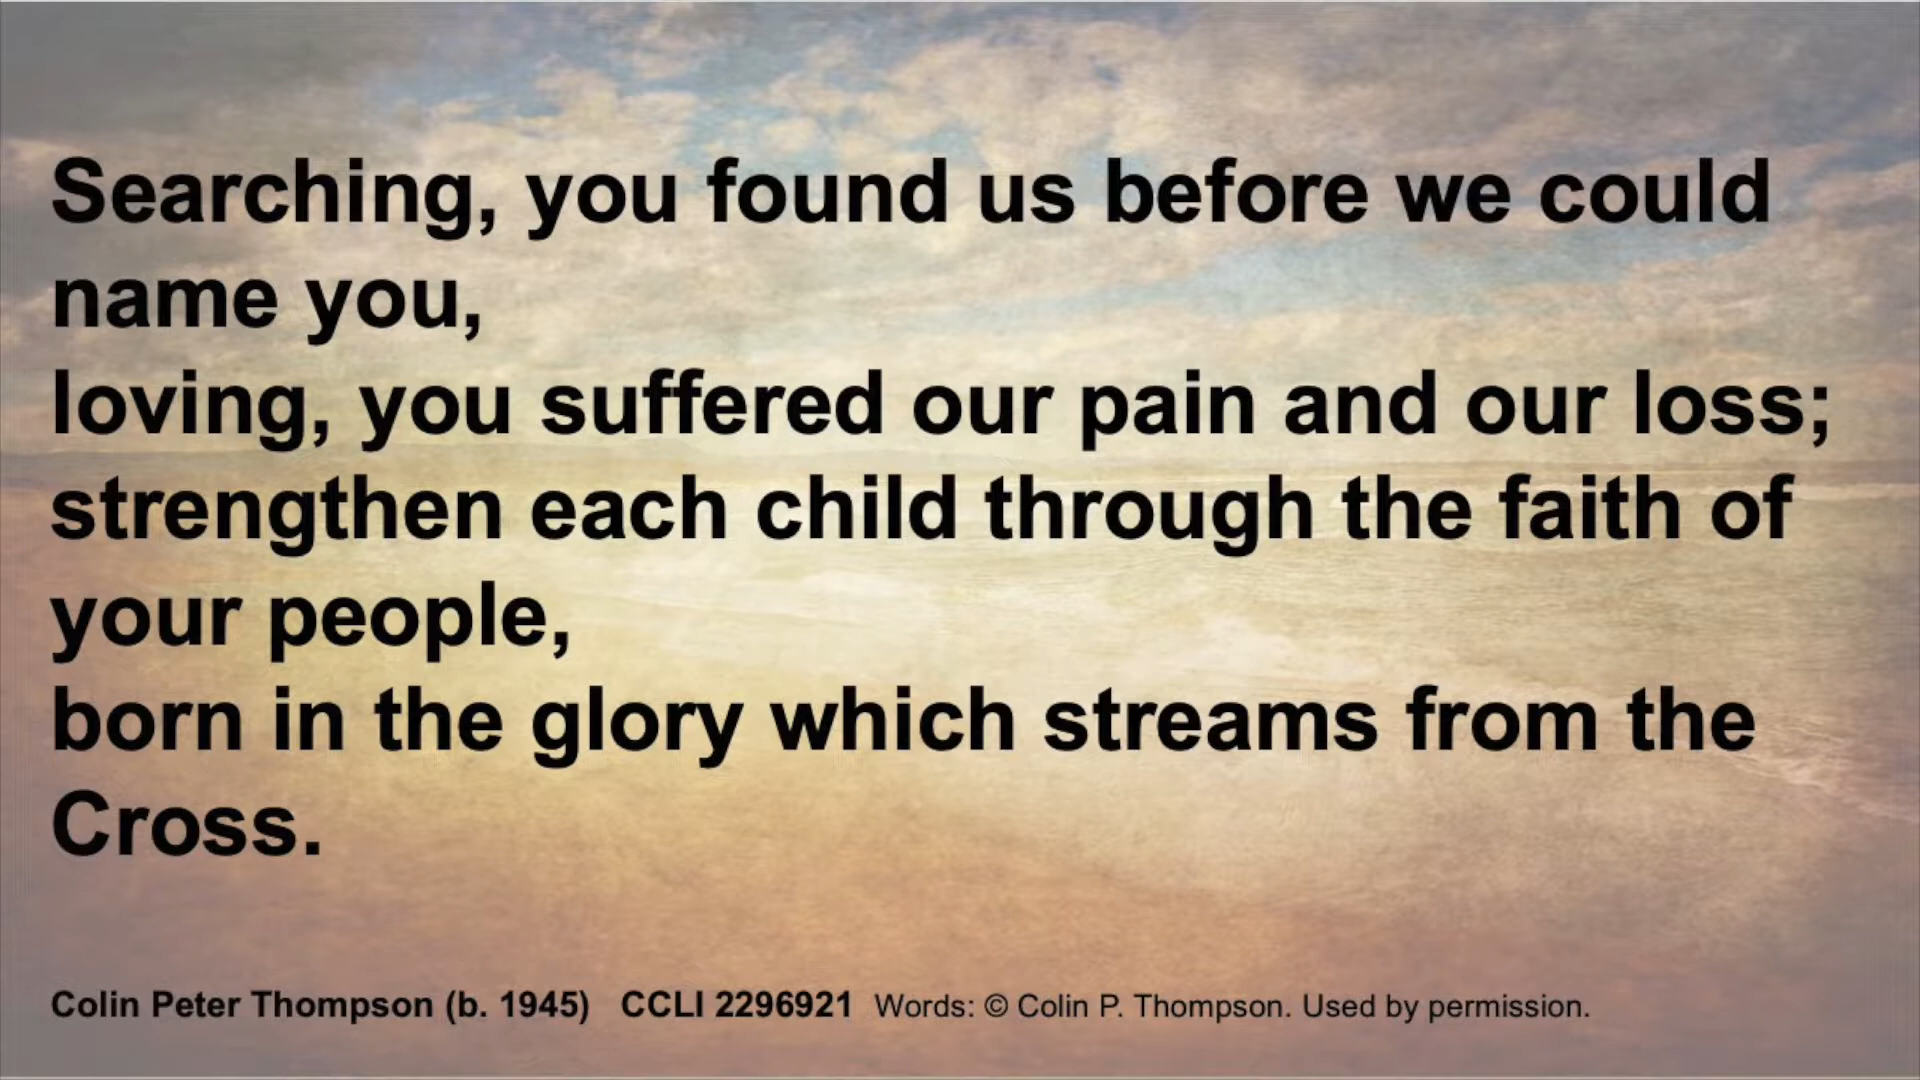 Searching, you found us before we could
name you,
loving, you suffered our pain and our loss;
strengthen each child through the faith of
your people,
born in the glory which streams from the
Cross.
Colin Peter Thompson (b. 1945) CCLI 2296921 Words: © Colin P. Thompson. Used by permission.